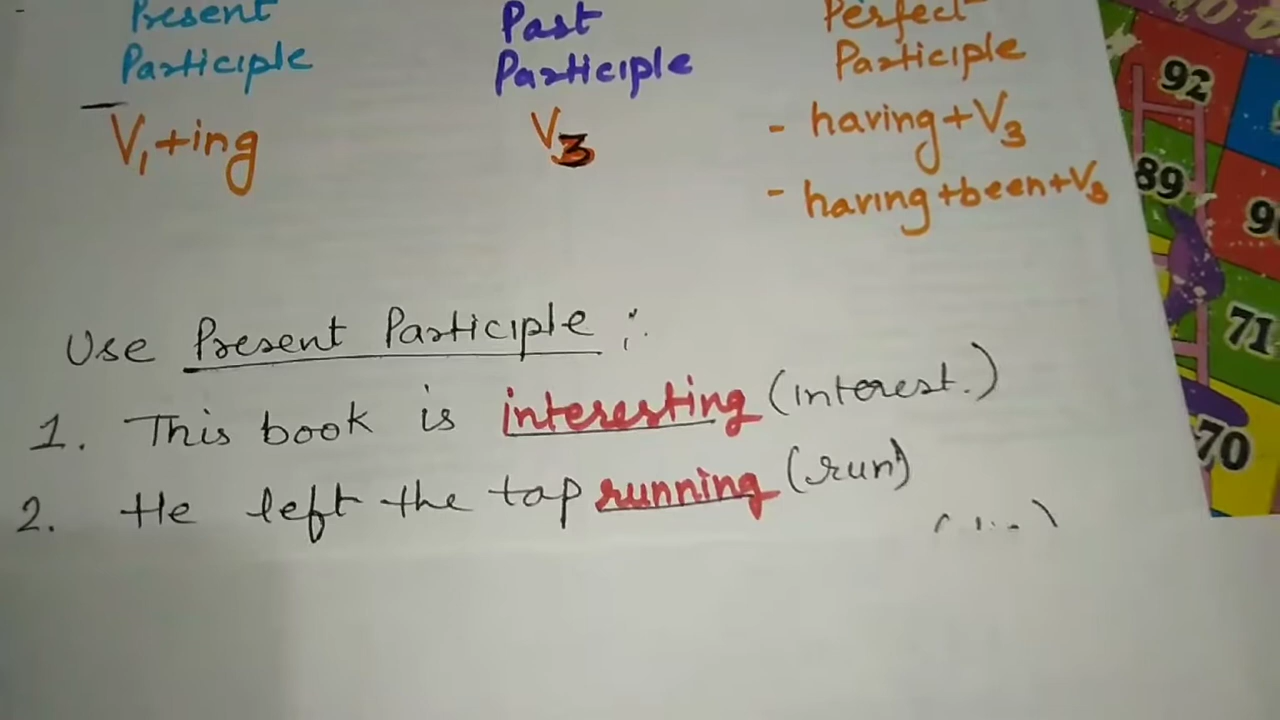 Present Past Perfect
Participle Participle Participle
V1+ing V3 - having+V3
- having+been+V3
Use Present Participle :
1. This book is interesting (interest.)
2. He left the tap running (run)
92
89
9
71
70